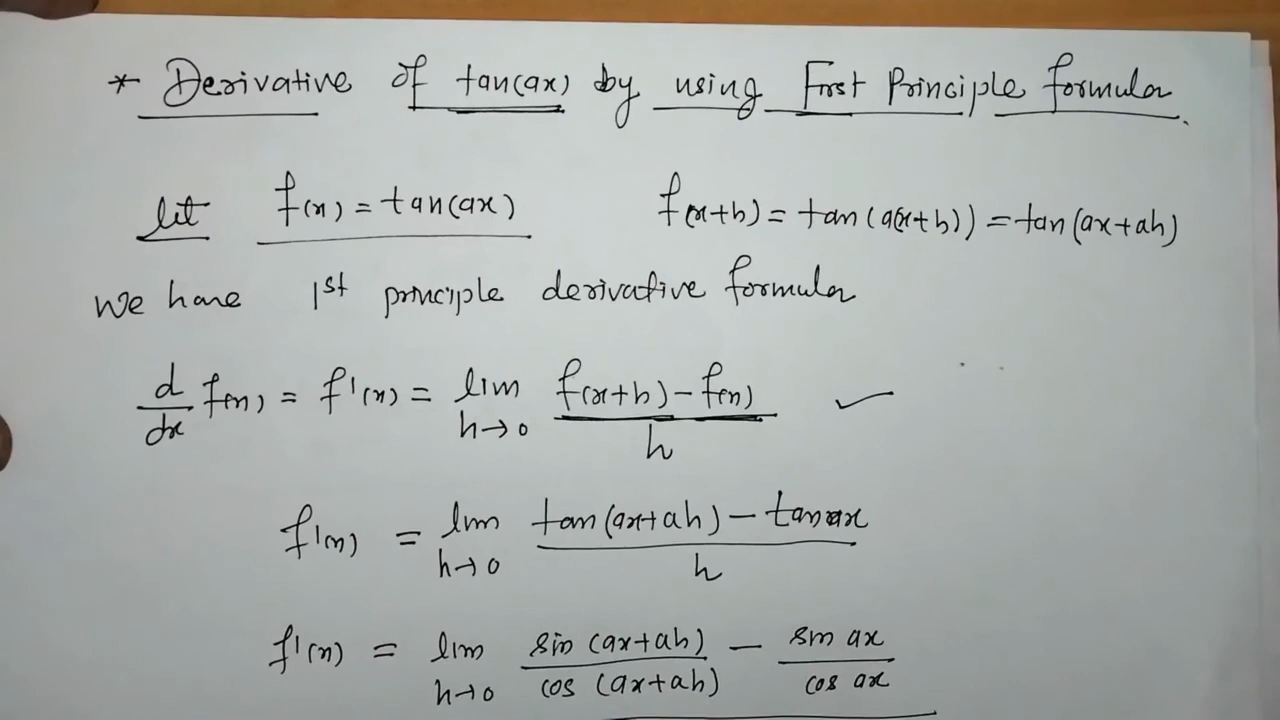 * Derivative of tan(ax) by using First Principle formula.
let f(x) = tan(ax) f(x+h) = tan(a(x+h)) = tan(ax+ah)
We have 1st principle derivative formula
d/dx f(x) = f'(x) = lim h→0 f(x+h) - f(x) / h ✓
f'(x) = lim h→0 tan(ax+ah) - tan ax / h
f'(x) = lim h→0 sin(ax+ah) / cos(ax+ah) - sin ax / cos ax